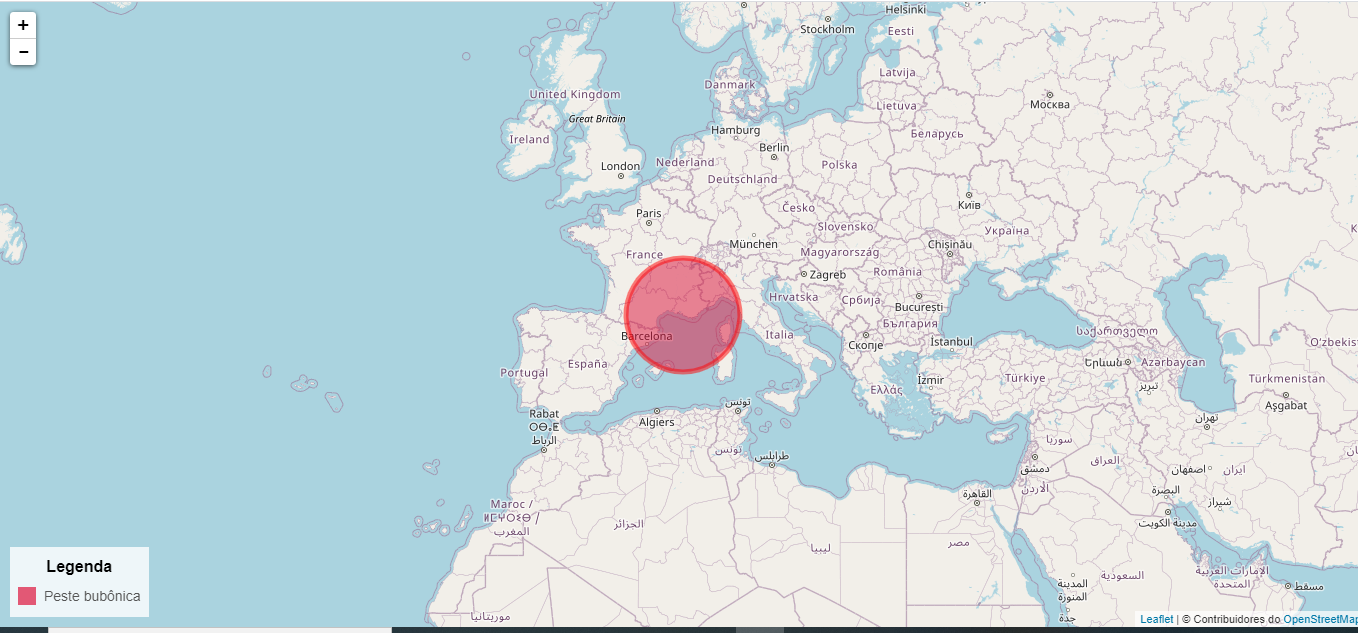 +
−
Helsinki
Stockholm
Eesti
Latvija
Danmark
United Kingdom
Москва
Lietuva
Great Britain
Hamburg
Беларусь
Ireland
Berlin
London
Nederland
Polska
Deutschland
Київ
Česko
Paris
Slovensko
Україна
München
Chișinău
France
Magyarország
Zagreb
România
Hrvatska
Србија
București
България
Barcelona
Italia
Скопје
İstanbul
საქართველო
Oʻzbekis
España
Portugal
Ελλάς
İzmir
Türkiye
Երևան
Azərbaycan
تبریز
Türkmenistan
Aşgabat
تونس
Rabat
ⵔⴱⴰⵟ
الرباط
Algiers
تهران
تونس
طرابلس
سوريا
دمشق
العراق
اصفهان
ایران
الأردن
القاهرة
البصرة
شیراز
Maroc /
ⵍⵎⵖⵔⵉⴱ /
المغرب
الجزائر
مدينة الكويت
ليبيا
مصر
السعودية
الإمارات العربية
المتحدة
مسقط
المدينة
المنورة
جدة
موريتانيا
Legenda
Peste bubônica
Leaflet | © Contribuidores do OpenStreetMap